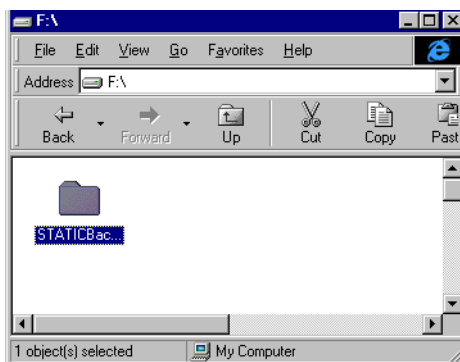 F:\
File Edit View Go Favorites Help
Address F:\
Back Forward Up Cut Copy Past
STATICBac...
1 object(s) selected My Computer